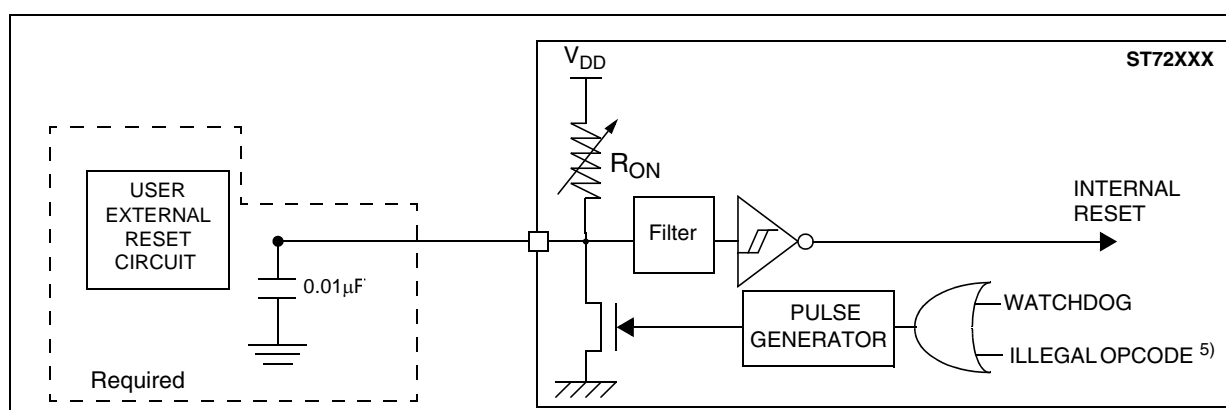 V_DD
ST72XXX
R_ON
USER
EXTERNAL
RESET
CIRCUIT
Filter
INTERNAL
RESET
0.01μF
PULSE
GENERATOR
WATCHDOG
ILLEGAL OPCODE 5)
Required